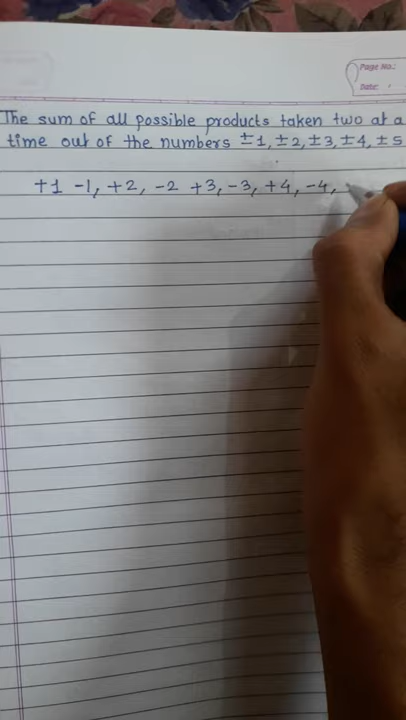 Page No.:
Date:
The sum of all possible products taken two at a
time out of the numbers ±1, ±2, ±3, ±4, ±5
+1 -1, +2, -2 +3, -3, +4, -4,